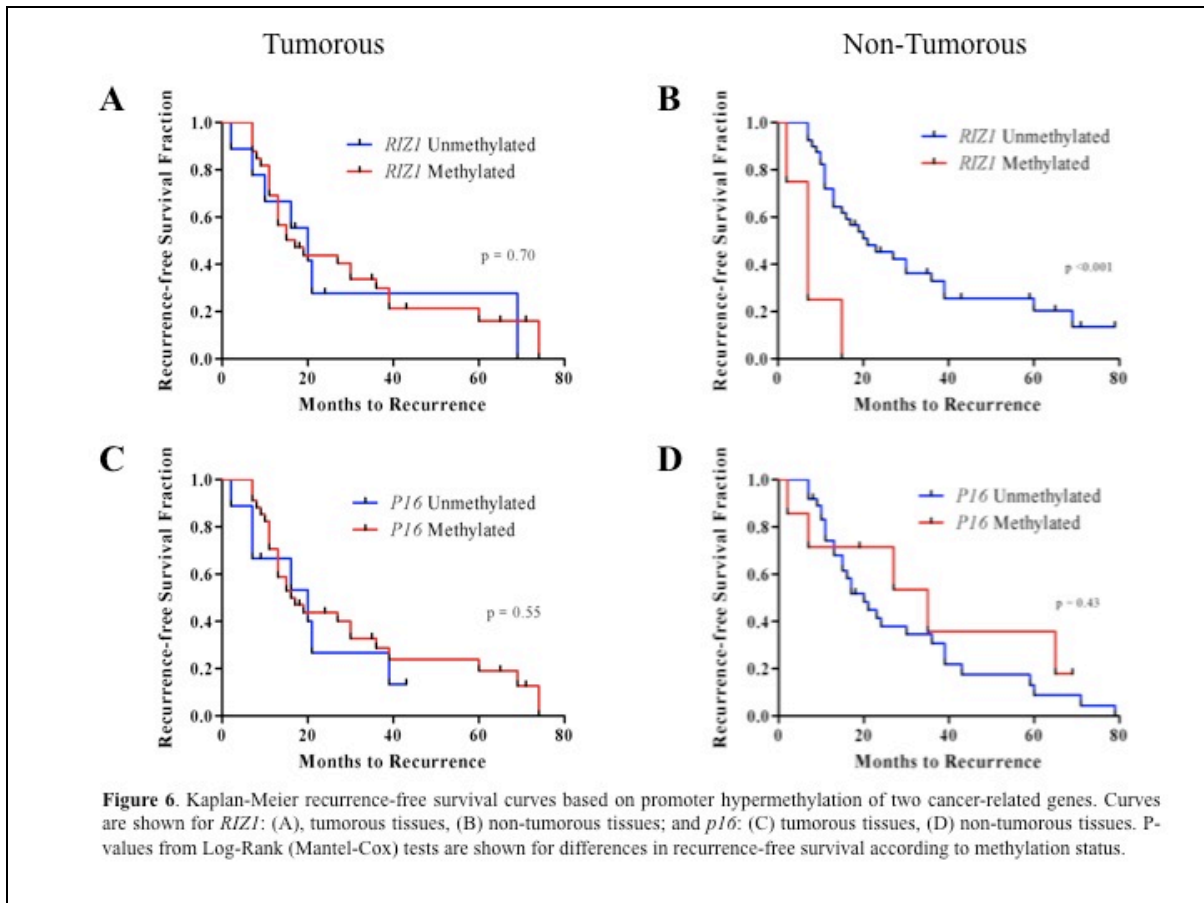 Tumorous
Non-Tumorous
A
Recurrence-free Survival Fraction
1.0
0.8
0.6
0.4
0.2
0.0
RIZ1 Unmethylated
RIZ1 Methylated
p = 0.70
0 20 40 60 80
Months to Recurrence
B
Recurrence-free Survival Fraction
1.0
0.8
0.6
0.4
0.2
0.0
RIZ1 Unmethylated
RIZ1 Methylated
p <0.001
0 20 40 60 80
Months to Recurrence
C
Recurrence-free Survival Fraction
1.0
0.8
0.6
0.4
0.2
0.0
P16 Unmethylated
P16 Methylated
p = 0.55
0 20 40 60 80
Months to Recurrence
D
Recurrence-free Survival Fraction
1.0
0.8
0.6
0.4
0.2
0.0
P16 Unmethylated
P16 Methylated
p = 0.43
0 20 40 60 80
Months to Recurrence
Figure 6. Kaplan-Meier recurrence-free survival curves based on promoter hypermethylation of two cancer-related genes. Curves
are shown for RIZ1: (A), tumorous tissues, (B) non-tumorous tissues; and p16: (C) tumorous tissues, (D) non-tumorous tissues. P-
values from Log-Rank (Mantel-Cox) tests are shown for differences in recurrence-free survival according to methylation status.